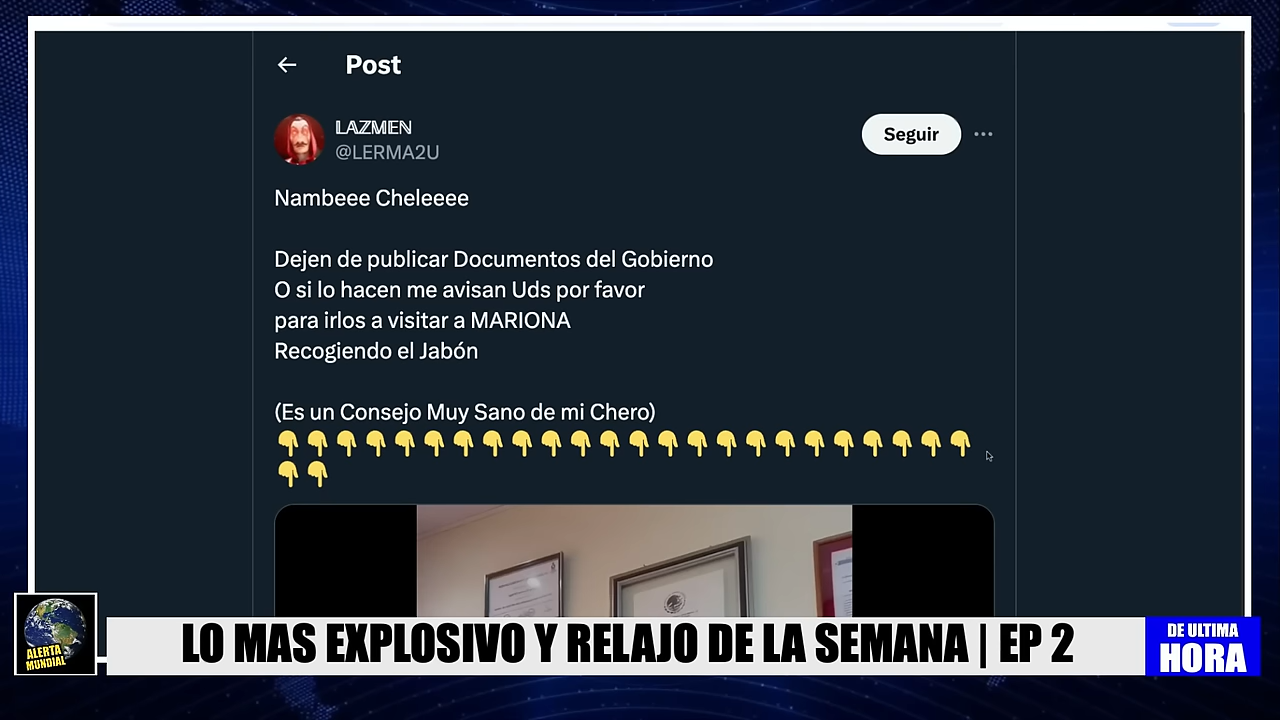 Post
LAZMEN
@LERMA2U
Seguir
Nambeee Cheleeee
Dejen de publicar Documentos del Gobierno
O si lo hacen me avisan Uds por favor
para irlos a visitar a MARIONA
Recogiendo el Jabón
(Es un Consejo Muy Sano de mi Chero)
ALERTA
MUNDIAL
LO MAS EXPLOSIVO Y RELAJO DE LA SEMANA | EP 2
DE ULTIMA
HORA